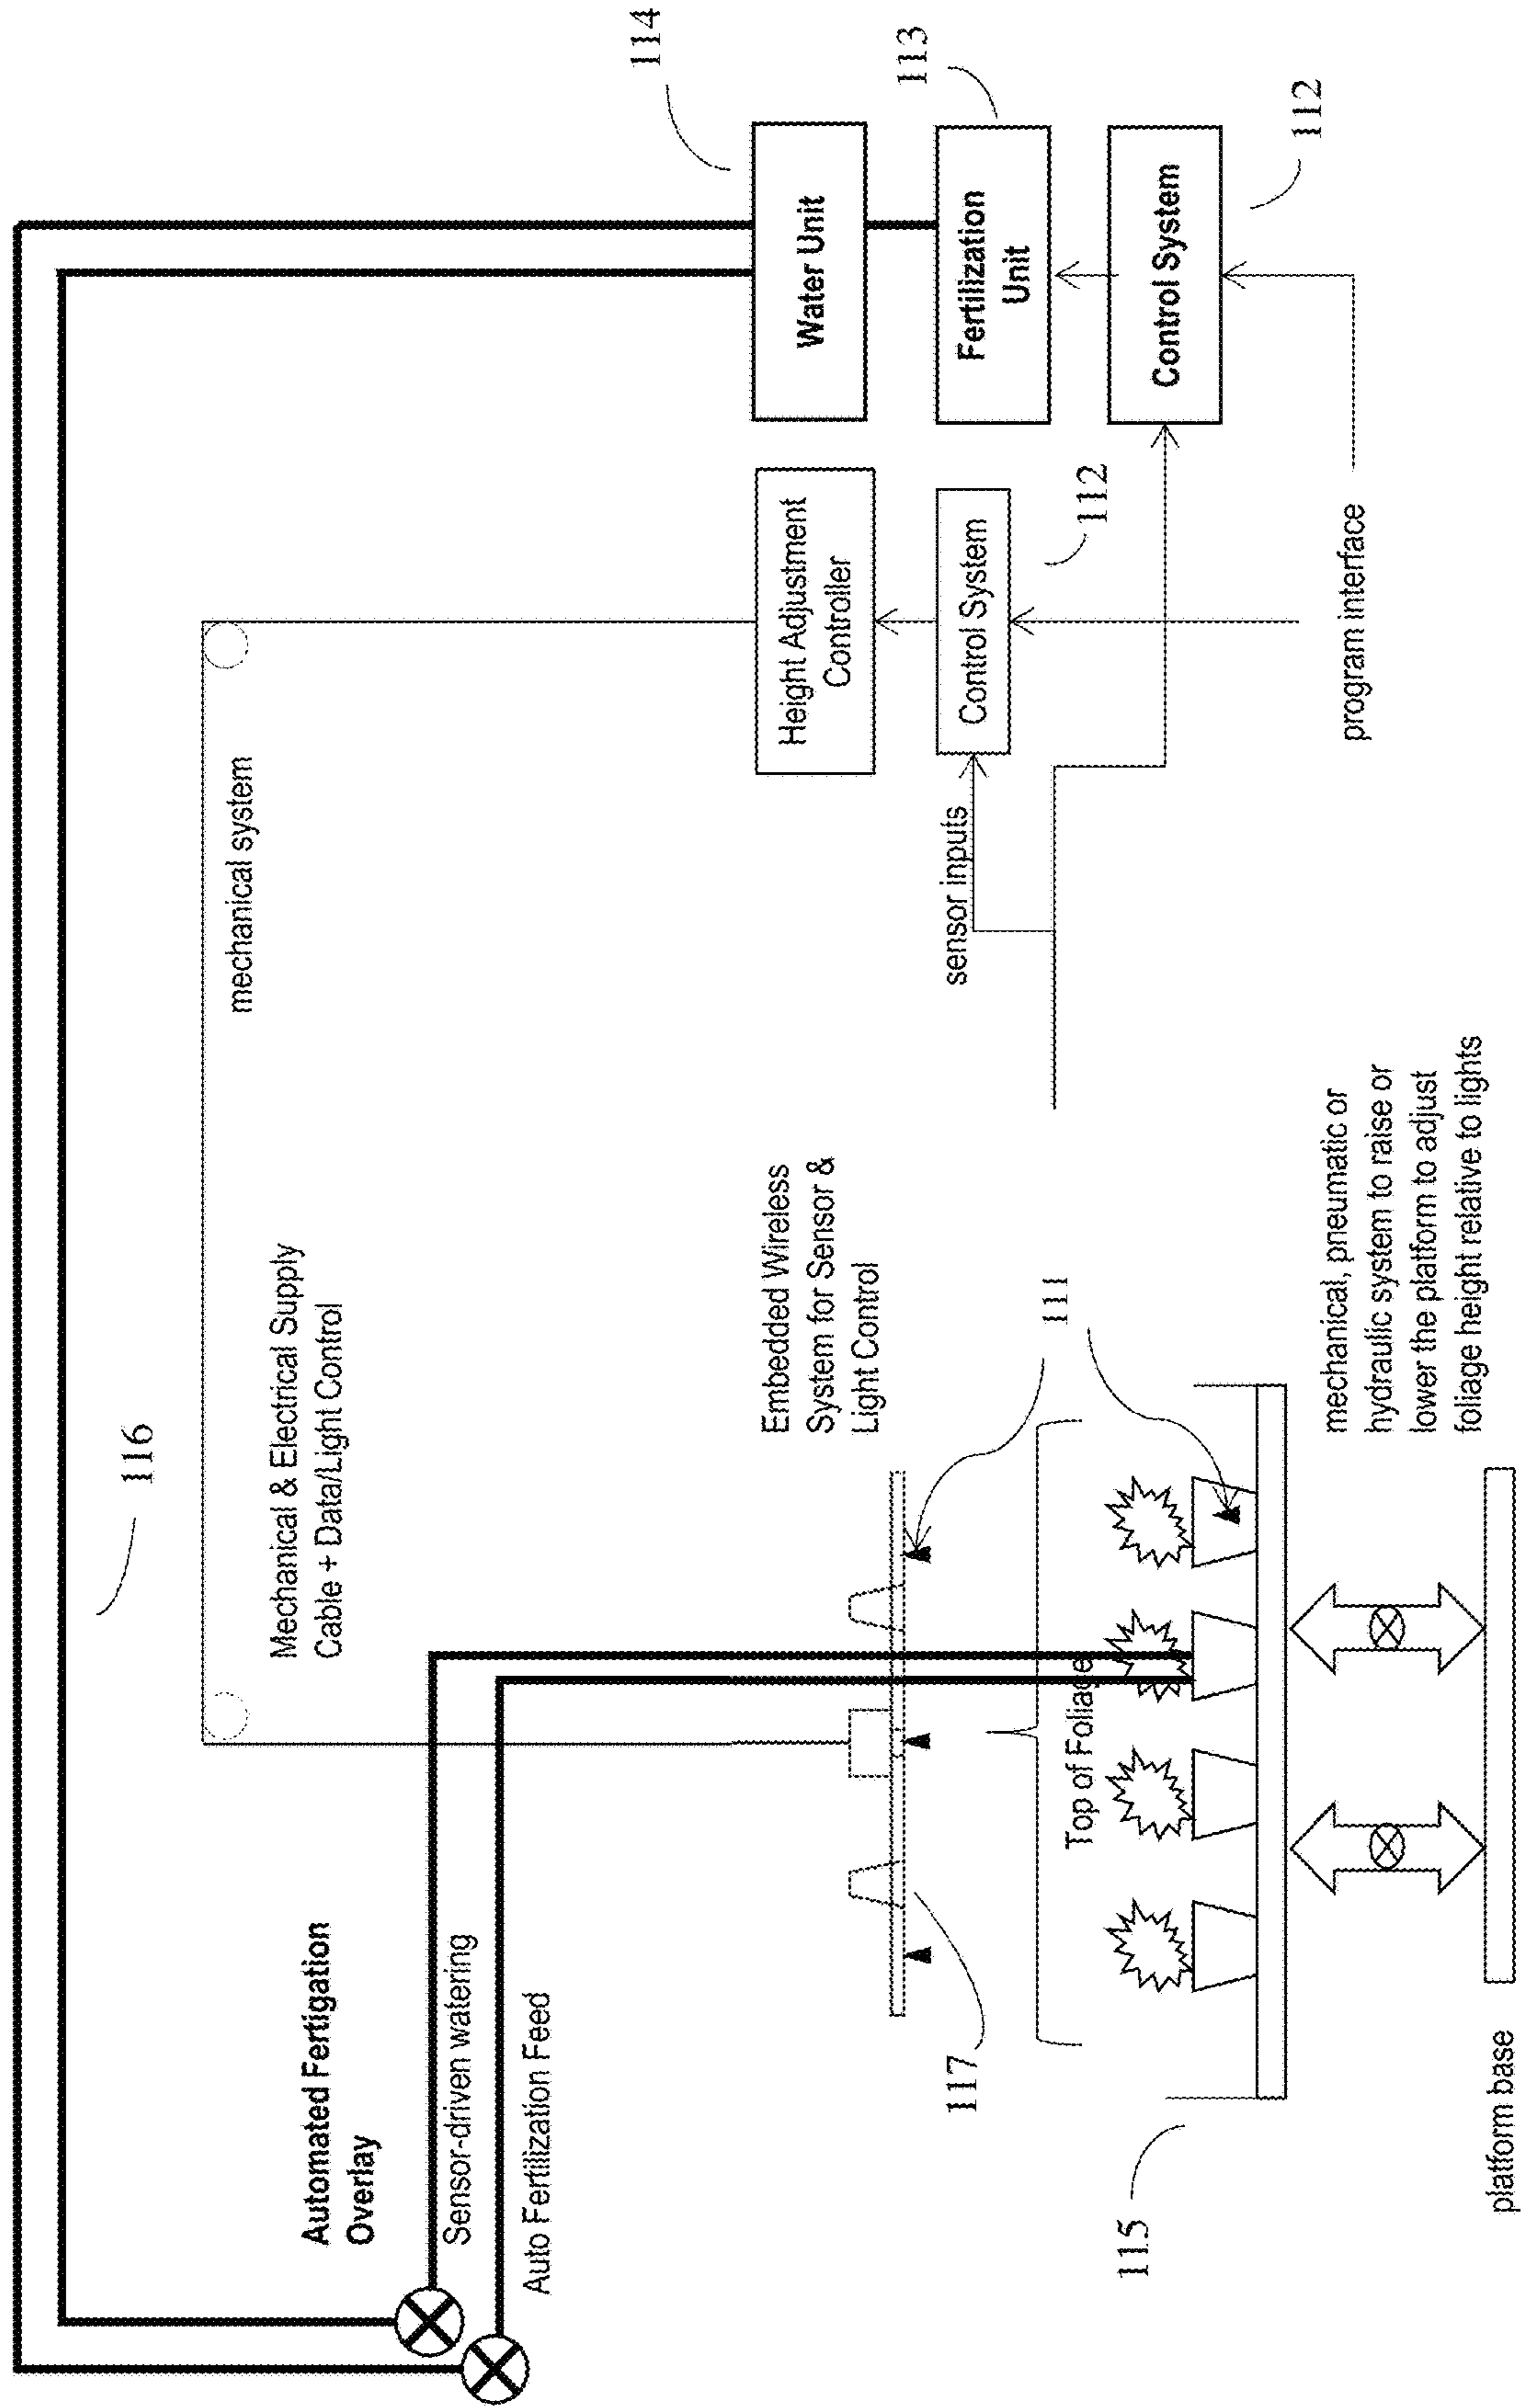 116
mechanical system
114
Mechanical & Electrical Supply
Cable + Data/Light Control
Automated Fertigation
Overlay
Sensor-driven watering
Auto Fertilization Feed
Water Unit
113
Height Adjustment
Controller
Fertilization
Unit
Embedded Wireless
System for Sensor &
Light Control
sensor inputs
Control System
112
Control System
112
117
111
Top of Foliage
115
program interface
mechanical, pneumatic or
hydraulic system to raise or
lower the platform to adjust
foliage height relative to lights
platform base